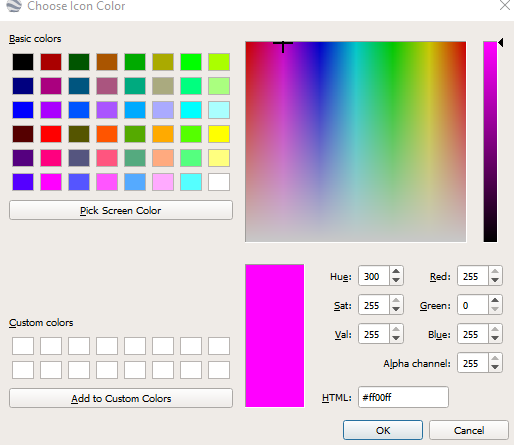 Choose Icon Color
Basic colors
Pick Screen Color
Custom colors
Add to Custom Colors
Hue: 300 Red: 255
Sat: 255 Green: 0
Val: 255 Blue: 255
Alpha channel: 255
HTML: #ff00ff
OK Cancel